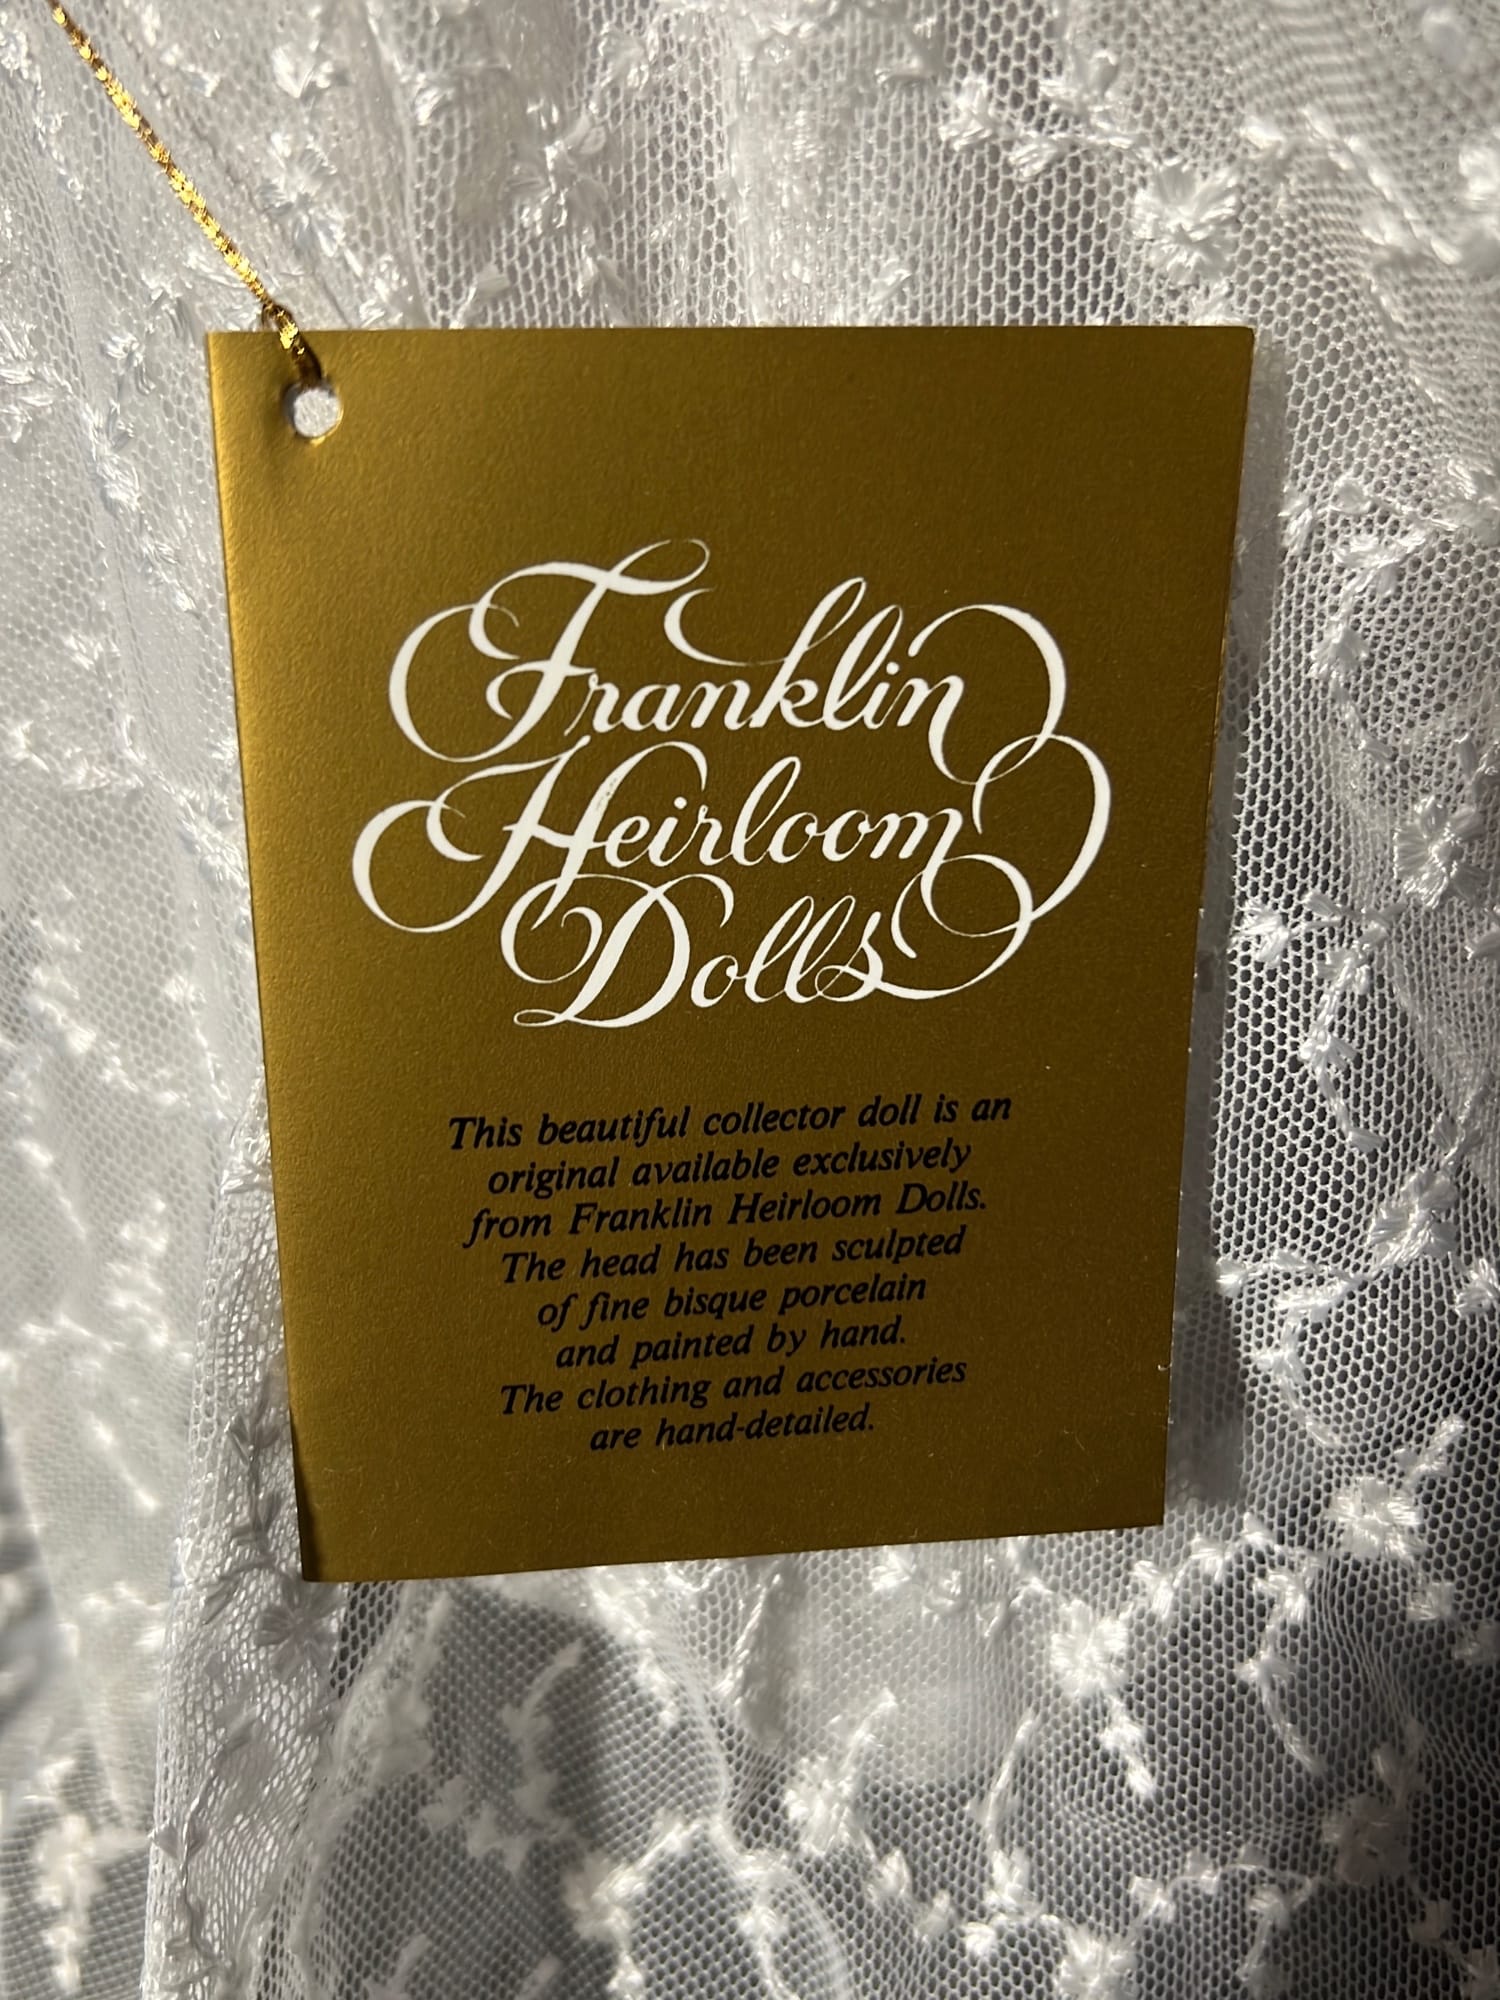 Franklin
Heirloom
Dolls
This beautiful collector doll is an
original available exclusively
from Franklin Heirloom Dolls.
The head has been sculpted
of fine bisque porcelain
and painted by hand.
The clothing and accessories
are hand-detailed.